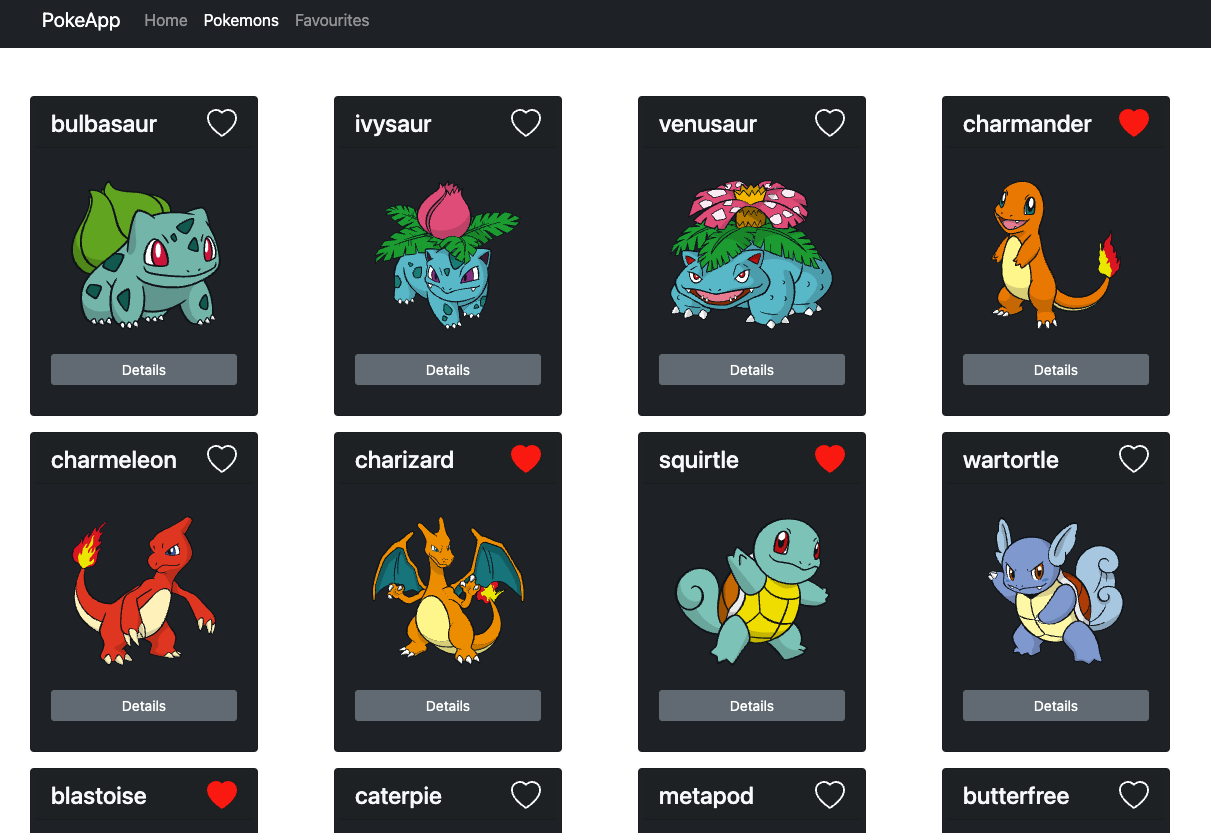 PokeApp Home Pokemons Favourites
bulbasaur
ivysaur
venusaur
charmander
Details
Details
Details
Details
charmeleon
charizard
squirtle
wartortle
Details
Details
Details
Details
blastoise
caterpie
metapod
butterfree